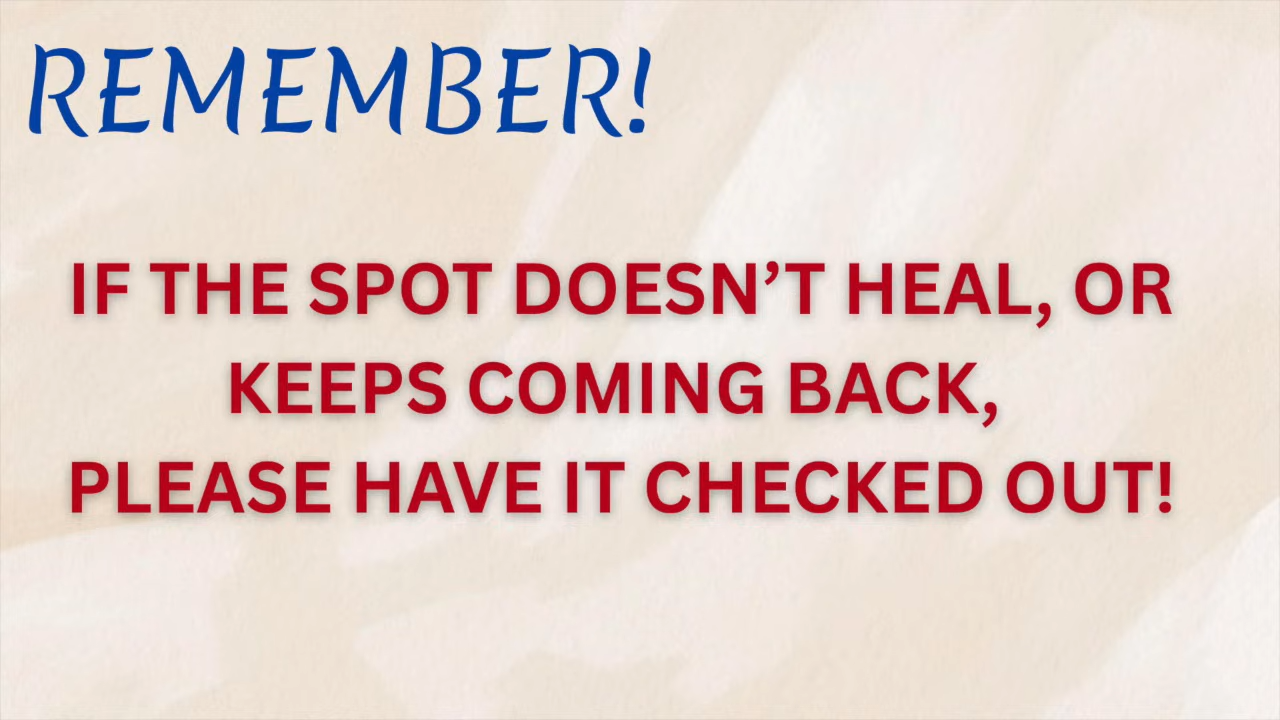 REMEMBER!
IF THE SPOT DOESN’T HEAL, OR
KEEPS COMING BACK,
PLEASE HAVE IT CHECKED OUT!